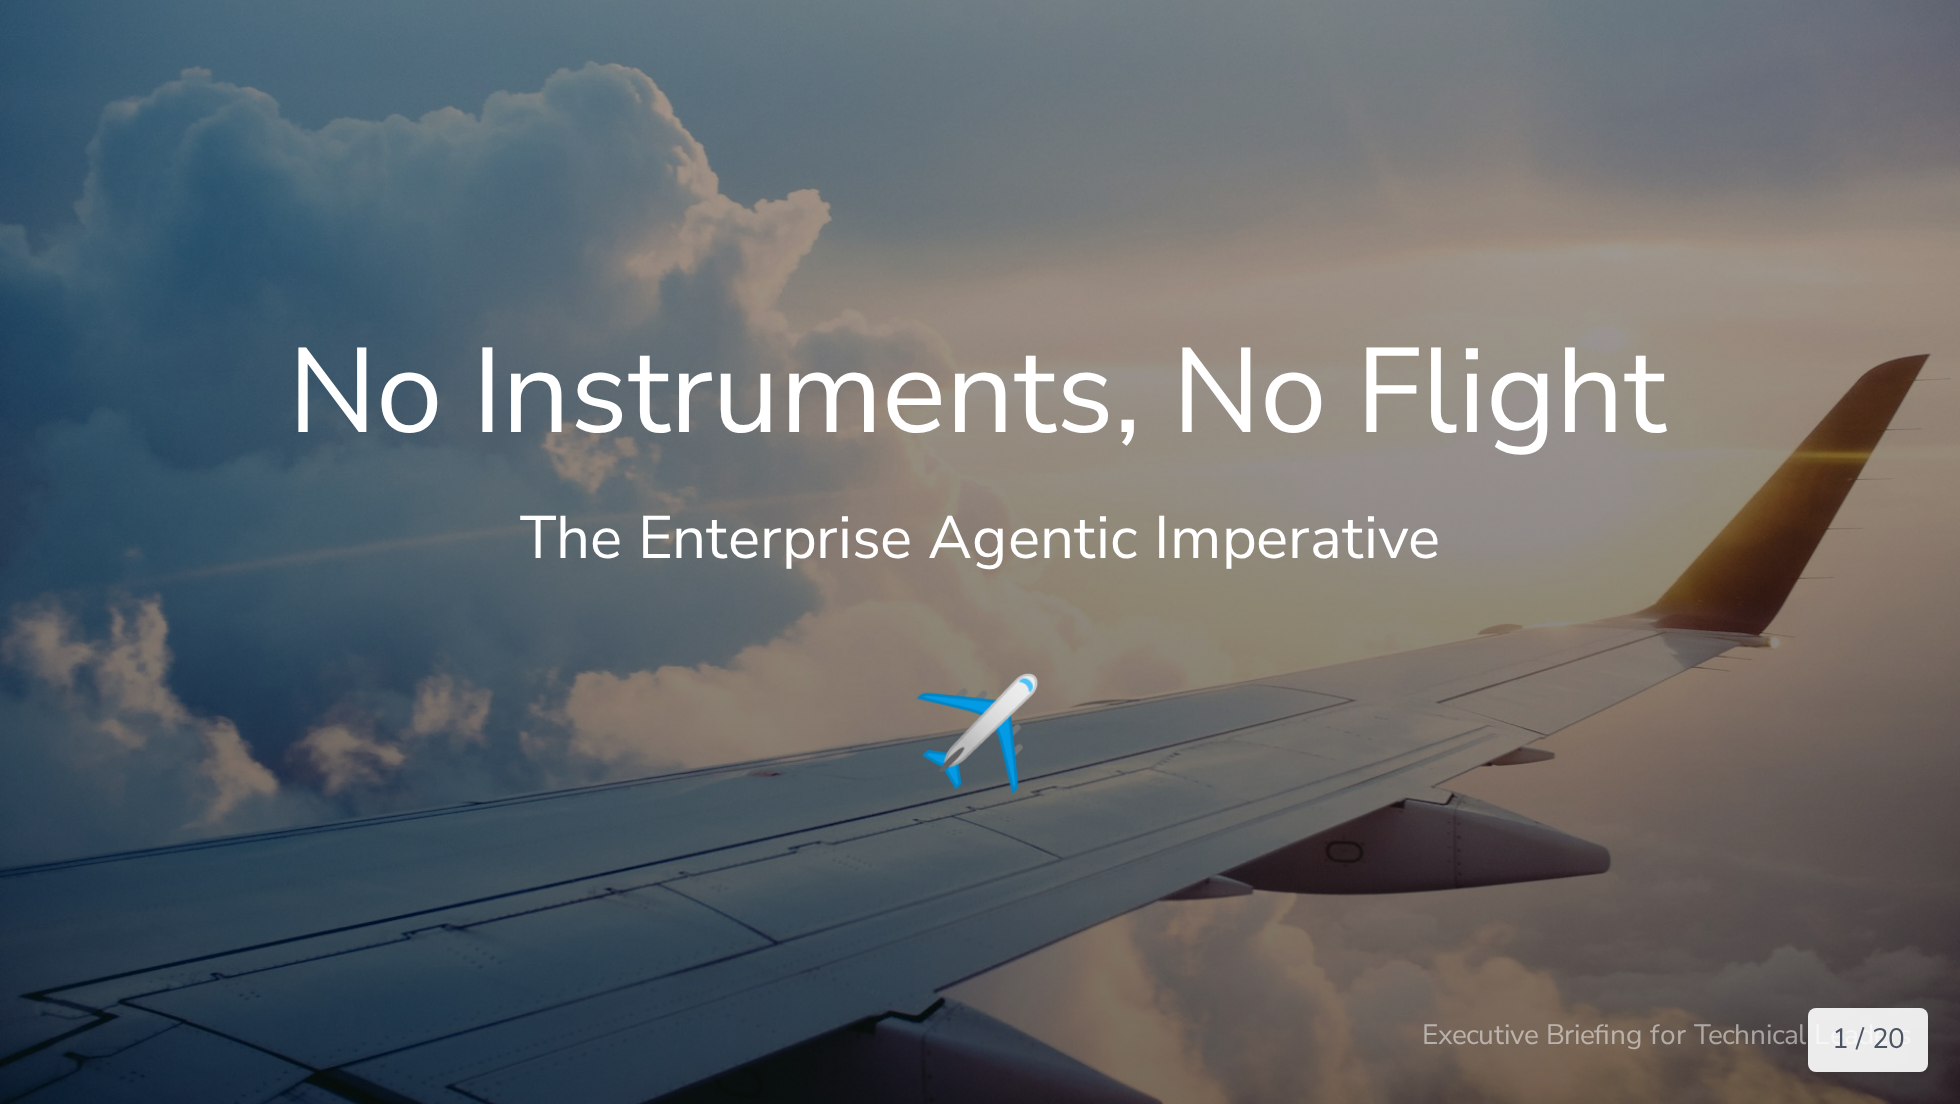 No Instruments, No Flight
The Enterprise Agentic Imperative
Executive Briefing for Technical
1 / 20